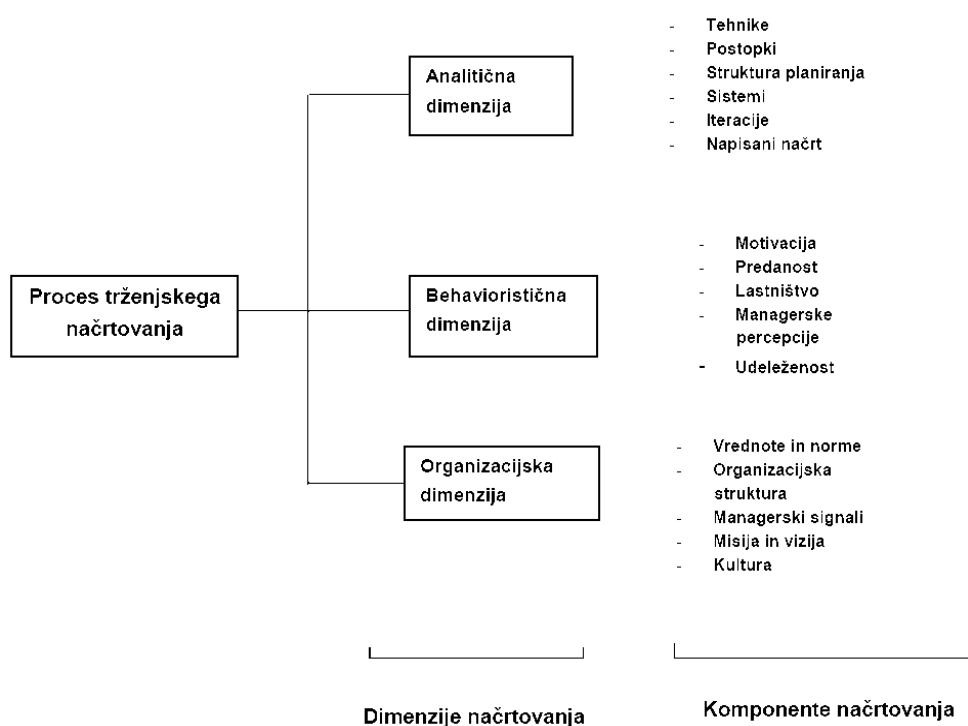 Proces trženjskega
načrtovanja
Analitična
dimenzija
- Tehnike
- Postopki
- Struktura planiranja
- Sistemi
- Iteracije
- Napisani načrt
Behavioristična
dimenzija
- Motivacija
- Predanost
- Lastništvo
- Managerske
percepcije
- Udeleženost
Organizacijska
dimenzija
- Vrednote in norme
- Organizacijska
struktura
- Managerski signali
- Misija in vizija
- Kultura
Dimenzije načrtovanja
Komponente načrtovanja